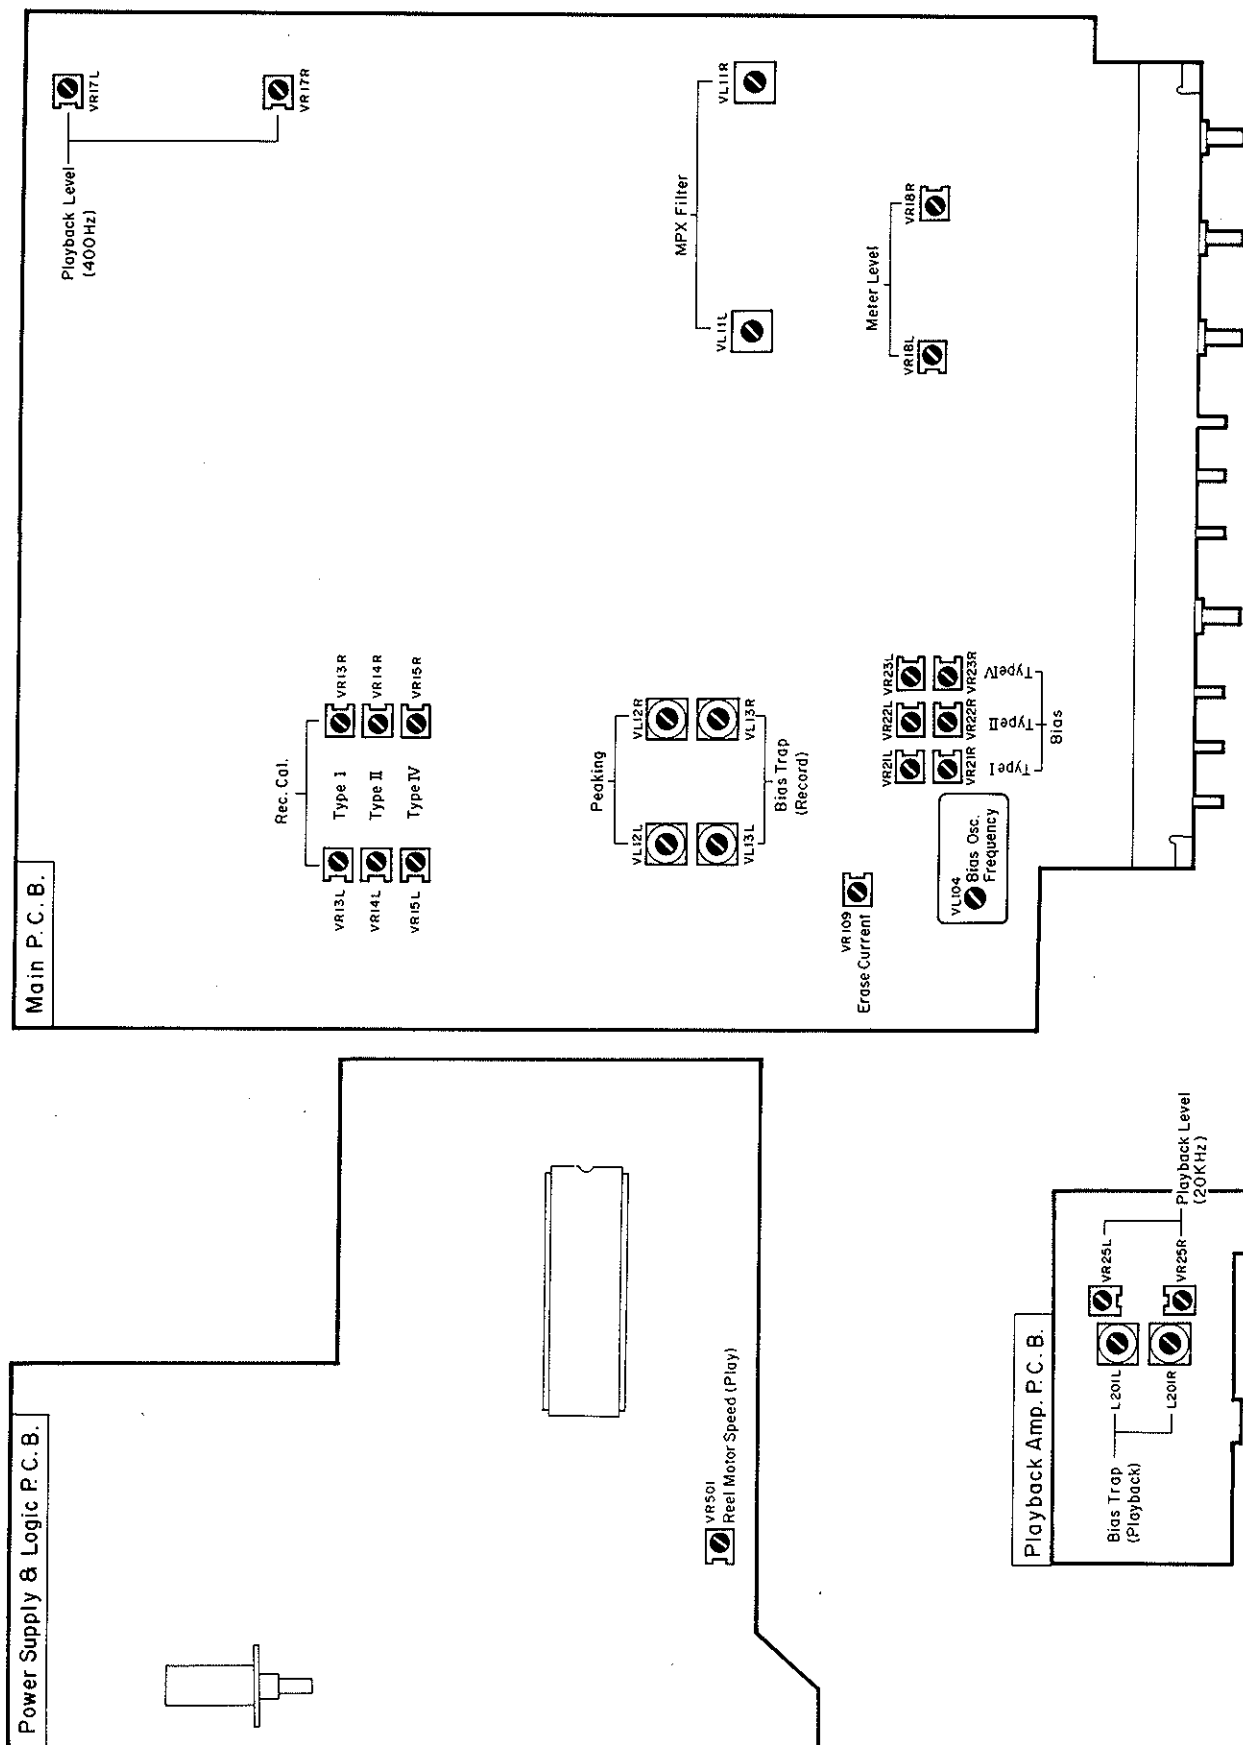 Main P.C.B.
Playback Level
(400Hz)
VR17L
VR17R
Rec. Cal.
VR13L
Type I
VR13R
VR14L
Type II
VR14R
VR15L
Type IV
VR15R
Peaking
VL12L
VL12R
VL13L
VL13R
Bias Trap
(Record)
MPX Filter
VL11L
VL11R
Meter Level
VR18L
VR18R
VR109
Erase Current
VL104
Bias Osc.
Frequency
VR21L
VR22L
VR23L
VR21R
VR22R
VR23R
Type I
Type II
Type IV
Bias
Power Supply & Logic P.C.B.
VR501
Reel Motor Speed (Play)
Playback Amp. P.C.B.
Bias Trap
(Playback)
L201L
L201R
VR25L
VR25R
Playback Level
(20KHz)